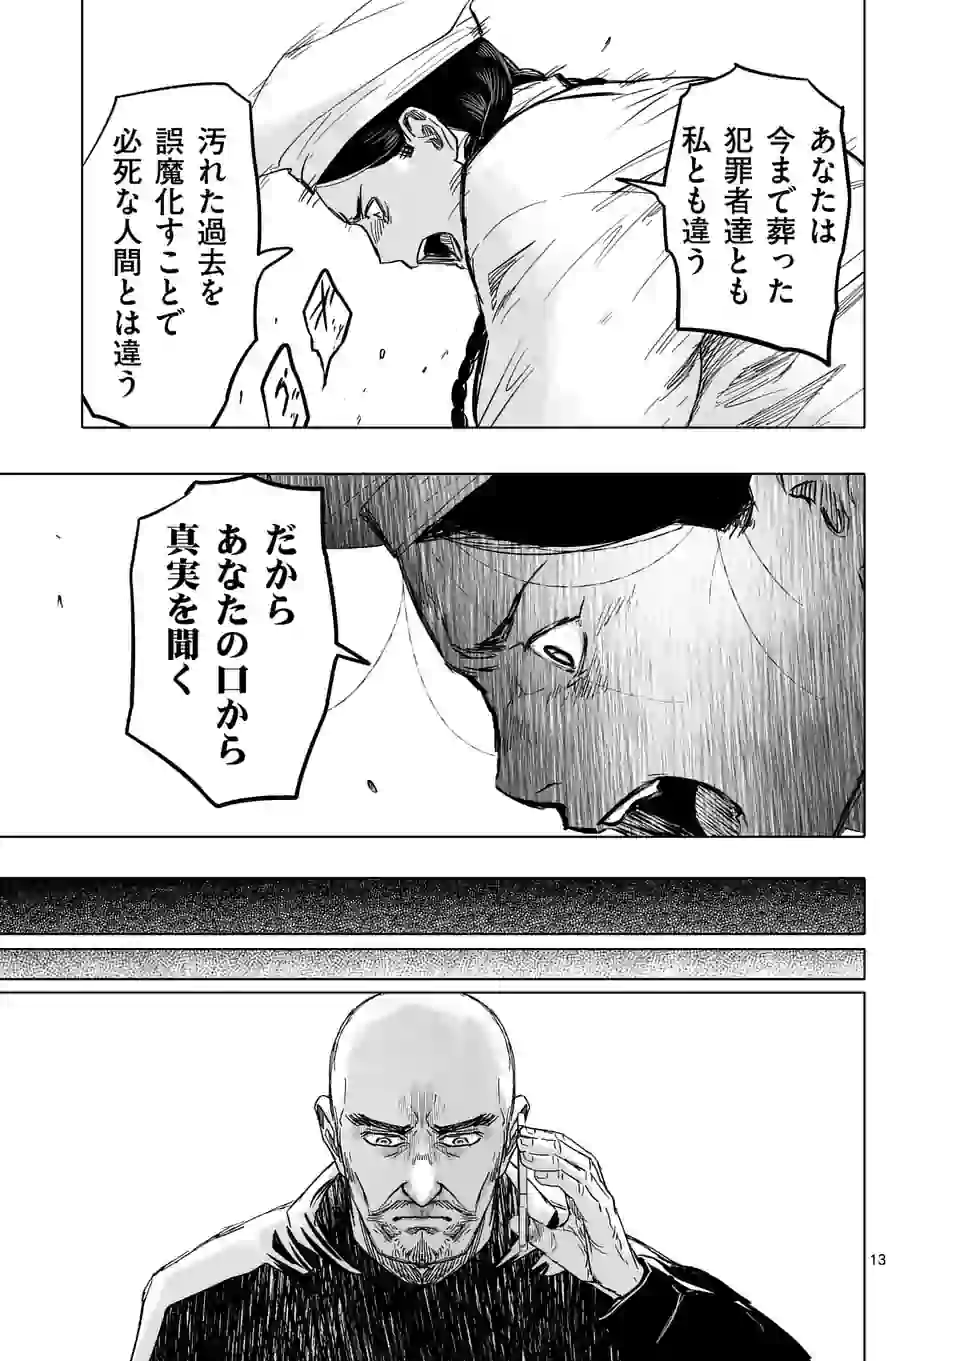 あなたは
今まで葬った
犯罪者達とも
私とも違う
汚れた過去を
誤魔化すことで
必死な人間とは違う
だから
あなたの口から
真実を聞く
13